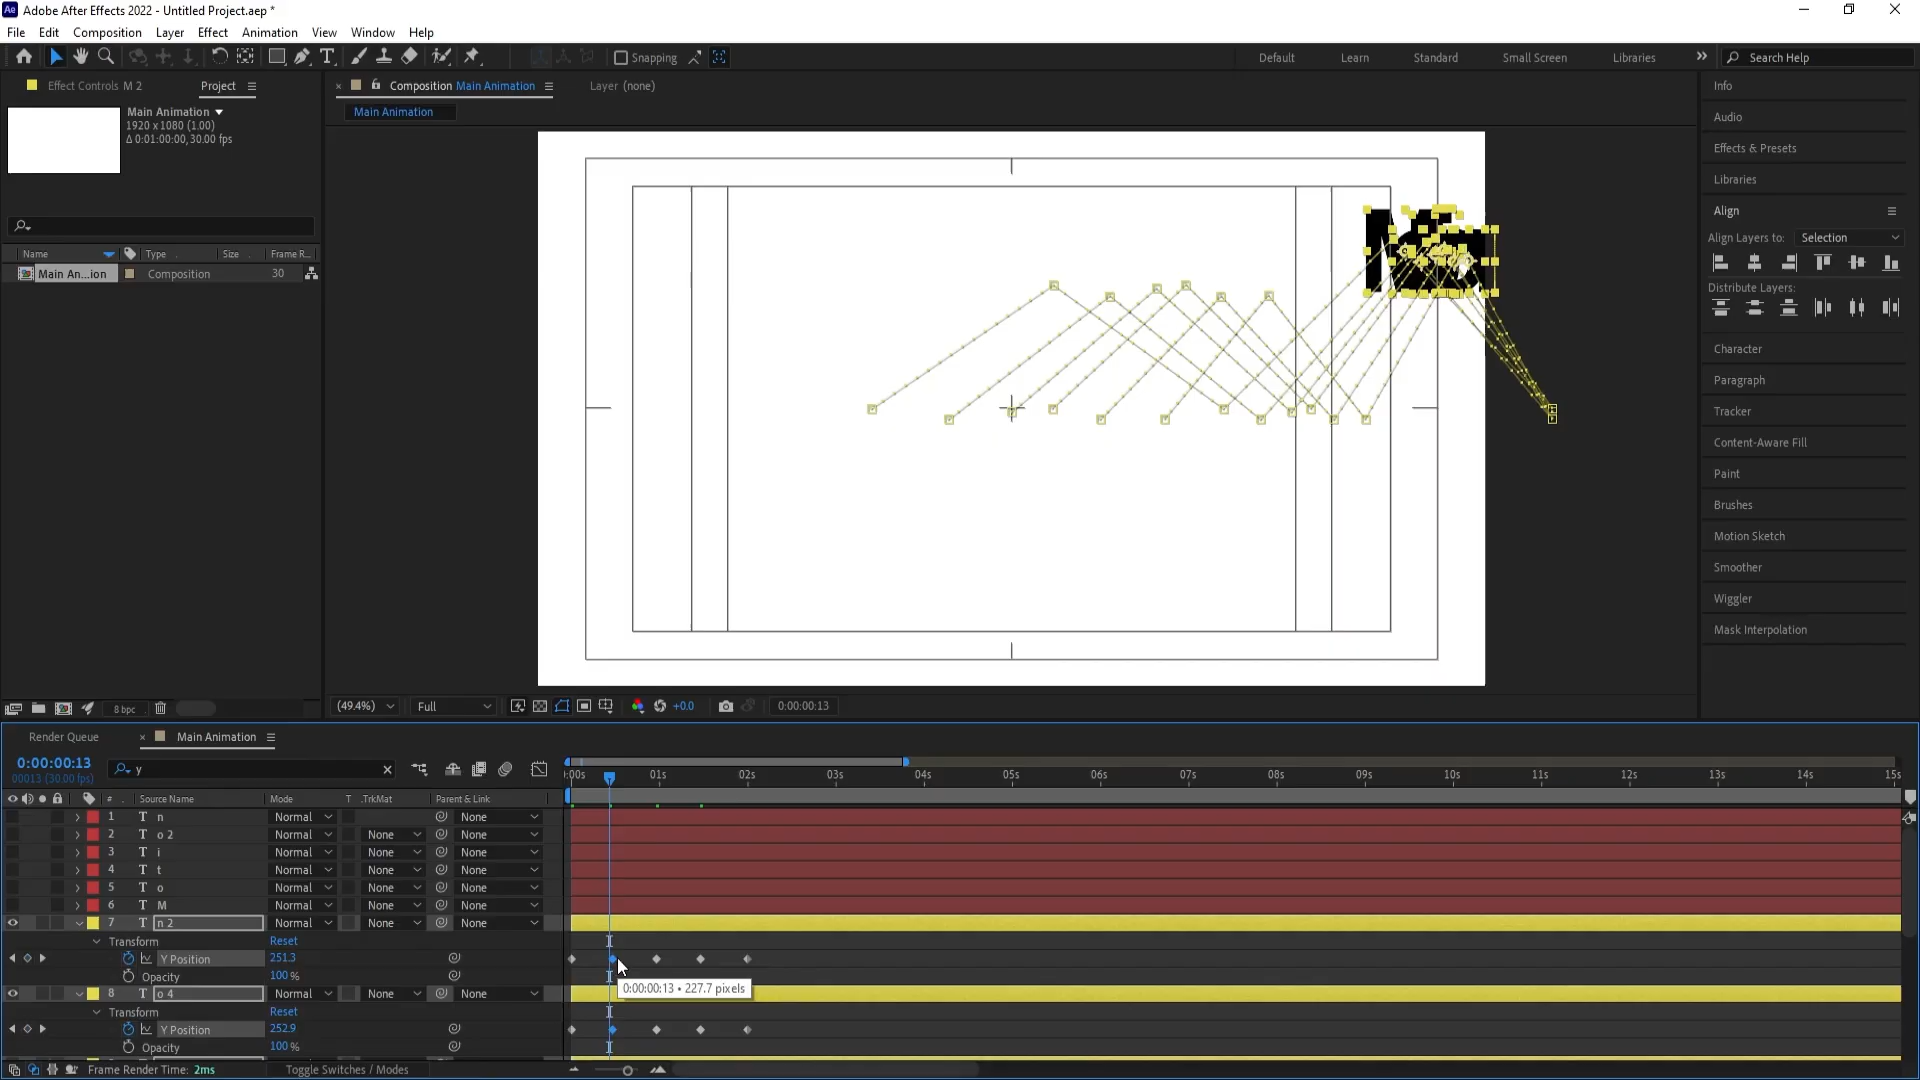 Ae Adobe After Effects 2022 - Untitled Project.aep *
File Edit Composition Layer Effect Animation View Window Help
Snapping Default Learn Standard Small Screen Libraries Search Help
Effect Controls M 2 Project Composition Main Animation Layer (none) Info
Main Animation
1920 x 1080 (1.00)
Δ 0:01:00:00, 30.00 fps
Main Animation
Audio
Effects & Presets
Libraries
Align
Align Layers to: Selection
Name Type Size Frame R...
Main An...ion Composition 30
Distribute Layers:
Character
Paragraph
Tracker
Content-Aware Fill
Paint
Brushes
Motion Sketch
Smoother
Wiggler
Mask Interpolation
8 bpc (49.4%) Full +0.0 0:00:00:13
Render Queue Main Animation
0:00:00:13
00013 (30.00 fps)
y
:00s 01s 02s 03s 04s 05s 06s 07s 08s 09s 10s 11s 12s 13s 14s 15s
# Source Name Mode T .TrkMat Parent & Link
1 T n Normal None
2 T o 2 Normal None None
3 T i Normal None None
4 T t Normal None None
5 T o Normal None None
6 T M Normal None None
7 T n 2 Normal None None
Transform Reset
Y Position 251.3
Opacity 100 %
0:00:00:13 • 227.7 pixels
8 T o 4 Normal None None
Transform Reset
Y Position 252.9
Opacity 100 %
Frame Render Time: 2ms Toggle Switches / Modes